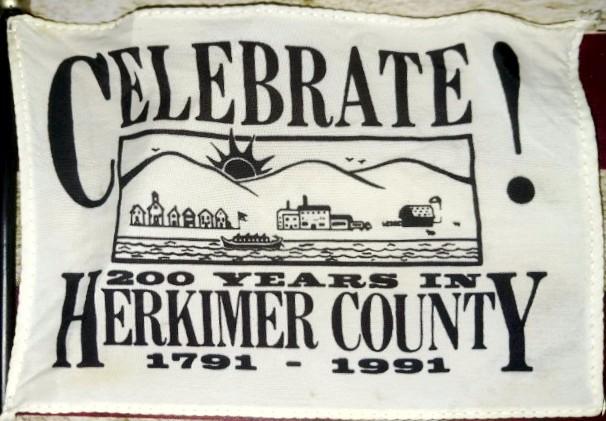 CELEBRATE!
200 YEARS IN
HERKIMER COUNTY
1791 - 1991